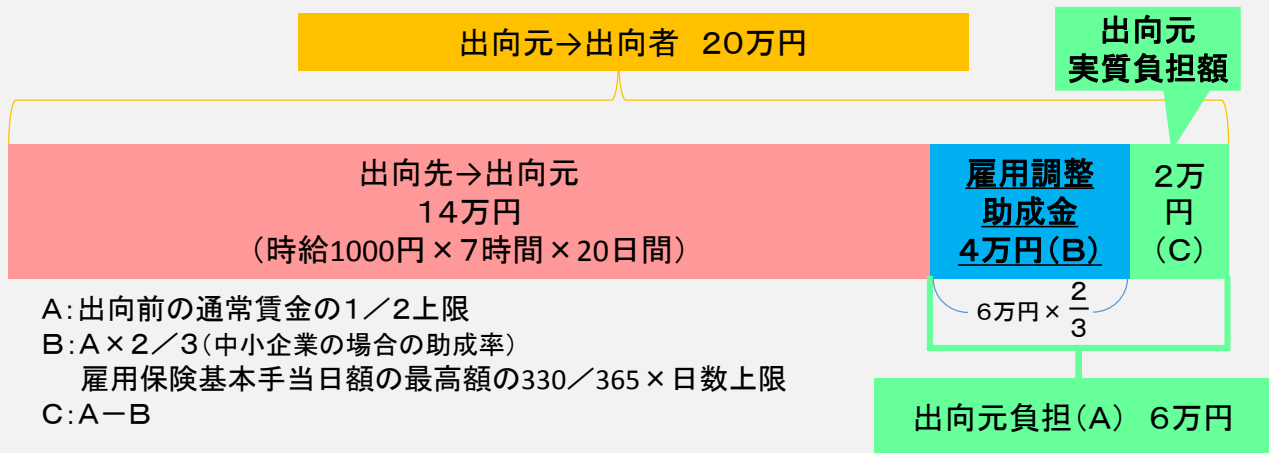 出向元→出向者 20万円
出向元
実質負担額
出向先→出向元
14万円
（時給1000円×7時間×20日間）
雇用調整
助成金
4万円（B）
2万
円
（C）
6万円× 2/3
A：出向前の通常賃金の1／2上限
B：A×2／3（中小企業の場合の助成率）
雇用保険基本手当日額の最高額の330／365×日数上限
C：A－B
出向元負担（A） 6万円